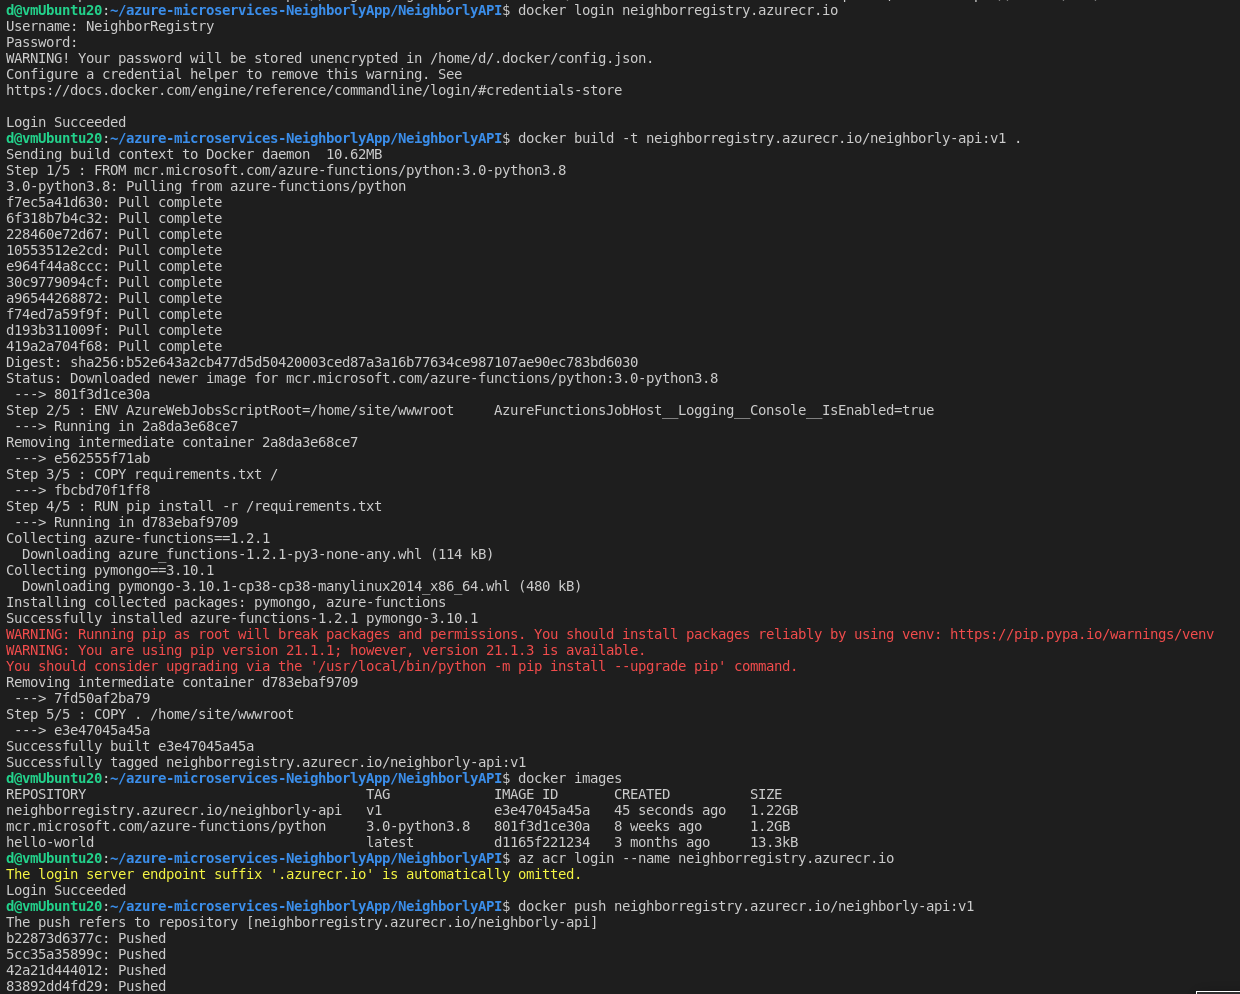 d@vmUbuntu20:~/azure-microservices-NeighborlyApp/NeighborlyAPI$ docker login neighborregistry.azurecr.io
Username: NeighborRegistry
Password:
WARNING! Your password will be stored unencrypted in /home/d/.docker/config.json.
Configure a credential helper to remove this warning. See
https://docs.docker.com/engine/reference/commandline/login/#credentials-store

Login Succeeded
d@vmUbuntu20:~/azure-microservices-NeighborlyApp/NeighborlyAPI$ docker build -t neighborregistry.azurecr.io/neighborly-api:v1 .
Sending build context to Docker daemon  10.62MB
Step 1/5 : FROM mcr.microsoft.com/azure-functions/python:3.0-python3.8
3.0-python3.8: Pulling from azure-functions/python
f7ec5a41d630: Pull complete
6f318b7b4c32: Pull complete
228460e72d67: Pull complete
10553512e2cd: Pull complete
e964f44a8ccc: Pull complete
30c9779094cf: Pull complete
a96544268872: Pull complete
f74ed7a59f9f: Pull complete
d193b311009f: Pull complete
419a2a704f68: Pull complete
Digest: sha256:b52e643a2cb477d5d50420003ced87a3a16b77634ce987107ae90ec783bd6030
Status: Downloaded newer image for mcr.microsoft.com/azure-functions/python:3.0-python3.8
 ---> 801f3d1ce30a
Step 2/5 : ENV AzureWebJobsScriptRoot=/home/site/wwwroot     AzureFunctionsJobHost__Logging__Console__IsEnabled=true
 ---> Running in 2a8da3e68ce7
Removing intermediate container 2a8da3e68ce7
 ---> e562555f71ab
Step 3/5 : COPY requirements.txt /
 ---> fbcbd70f1ff8
Step 4/5 : RUN pip install -r /requirements.txt
 ---> Running in d783ebaf9709
Collecting azure-functions==1.2.1
  Downloading azure_functions-1.2.1-py3-none-any.whl (114 kB)
Collecting pymongo==3.10.1
  Downloading pymongo-3.10.1-cp38-cp38-manylinux2014_x86_64.whl (480 kB)
Installing collected packages: pymongo, azure-functions
Successfully installed azure-functions-1.2.1 pymongo-3.10.1
WARNING: Running pip as root will break packages and permissions. You should install packages reliably by using venv: https://pip.pypa.io/warnings/venv
WARNING: You are using pip version 21.1.1; however, version 21.1.3 is available.
You should consider upgrading via the '/usr/local/bin/python -m pip install --upgrade pip' command.
Removing intermediate container d783ebaf9709
 ---> 7fd50af2ba79
Step 5/5 : COPY . /home/site/wwwroot
 ---> e3e47045a45a
Successfully built e3e47045a45a
Successfully tagged neighborregistry.azurecr.io/neighborly-api:v1
d@vmUbuntu20:~/azure-microservices-NeighborlyApp/NeighborlyAPI$ docker images
REPOSITORY                                   TAG             IMAGE ID       CREATED          SIZE
neighborregistry.azurecr.io/neighborly-api   v1              e3e47045a45a   45 seconds ago   1.22GB
mcr.microsoft.com/azure-functions/python     3.0-python3.8   801f3d1ce30a   8 weeks ago      1.2GB
hello-world                                  latest          d1165f221234   3 months ago     13.3kB
d@vmUbuntu20:~/azure-microservices-NeighborlyApp/NeighborlyAPI$ az acr login --name neighborregistry.azurecr.io
The login server endpoint suffix '.azurecr.io' is automatically omitted.
Login Succeeded
d@vmUbuntu20:~/azure-microservices-NeighborlyApp/NeighborlyAPI$ docker push neighborregistry.azurecr.io/neighborly-api:v1
The push refers to repository [neighborregistry.azurecr.io/neighborly-api]
b22873d6377c: Pushed
5cc35a35899c: Pushed
42a21d444012: Pushed
83892dd4fd29: Pushed